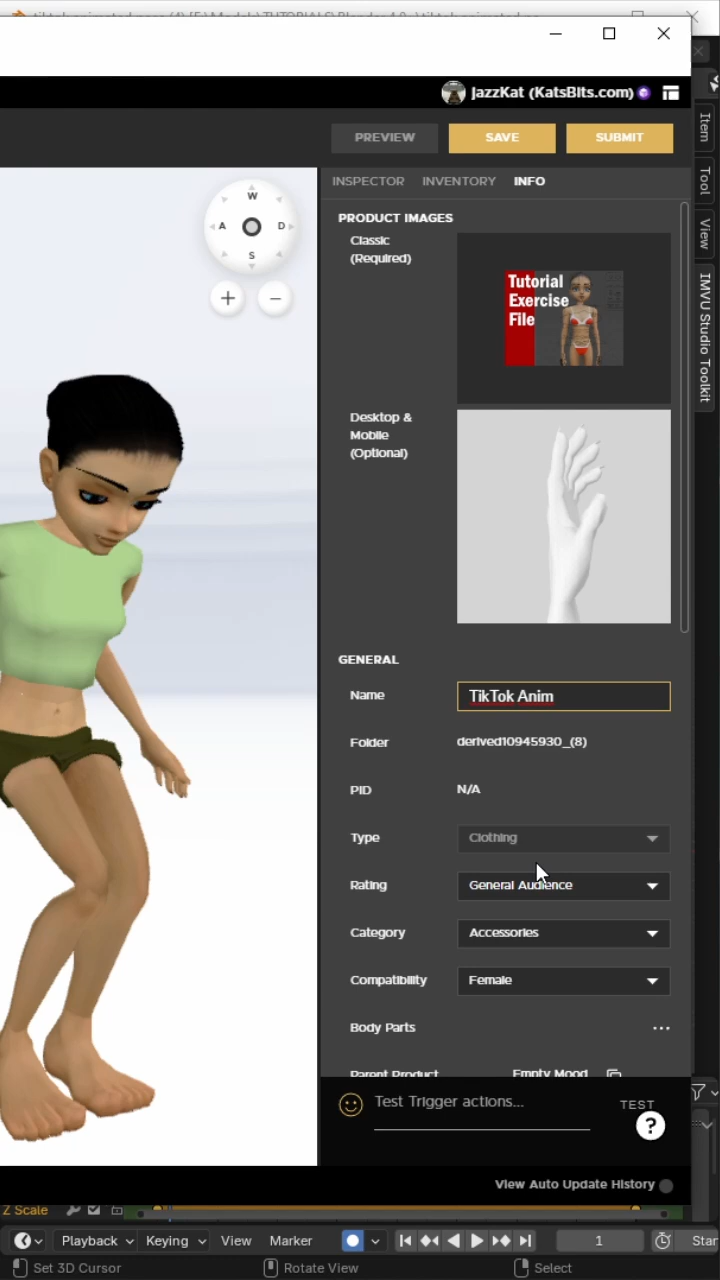 JazzKat (KatsBits.com)
PREVIEW SAVE SUBMIT
INSPECTOR INVENTORY INFO
W
A D
S
PRODUCT IMAGES
Classic
(Required)
Tutorial
Exercise
File
Desktop &
Mobile
(Optional)
GENERAL
Name TikTok Anim
Folder derived10945930_(8)
PID N/A
Type Clothing
Rating General Audience
Category Accessories
Compatibility Female
Body Parts ...
Parent Product Empty Mood
Test Trigger actions... TEST
?
View Auto Update History
Item
Tool
View
IMVU Studio Toolkit
Z Scale
Playback Keying View Marker 1 Star
Set 3D Cursor Rotate View Select